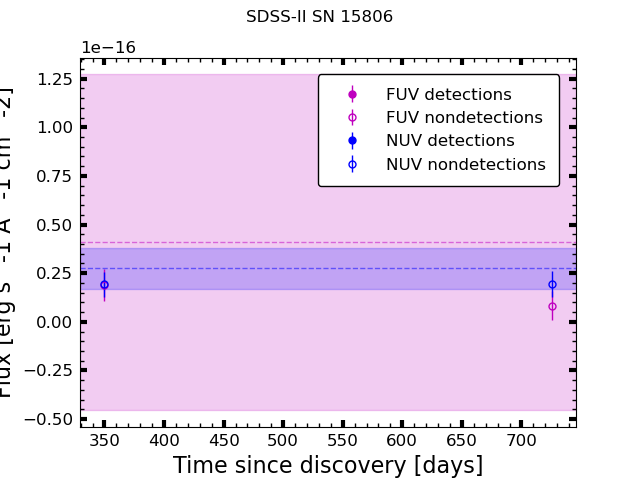 SDSS-II SN 15806
1e−16
FUV detections
FUV nondetections
NUV detections
NUV nondetections
1.25
1.00
0.75
0.50
0.25
0.00
−0.25
−0.50
Flux [erg s -1 A -1 cm -2]
350 400 450 500 550 600 650 700
Time since discovery [days]